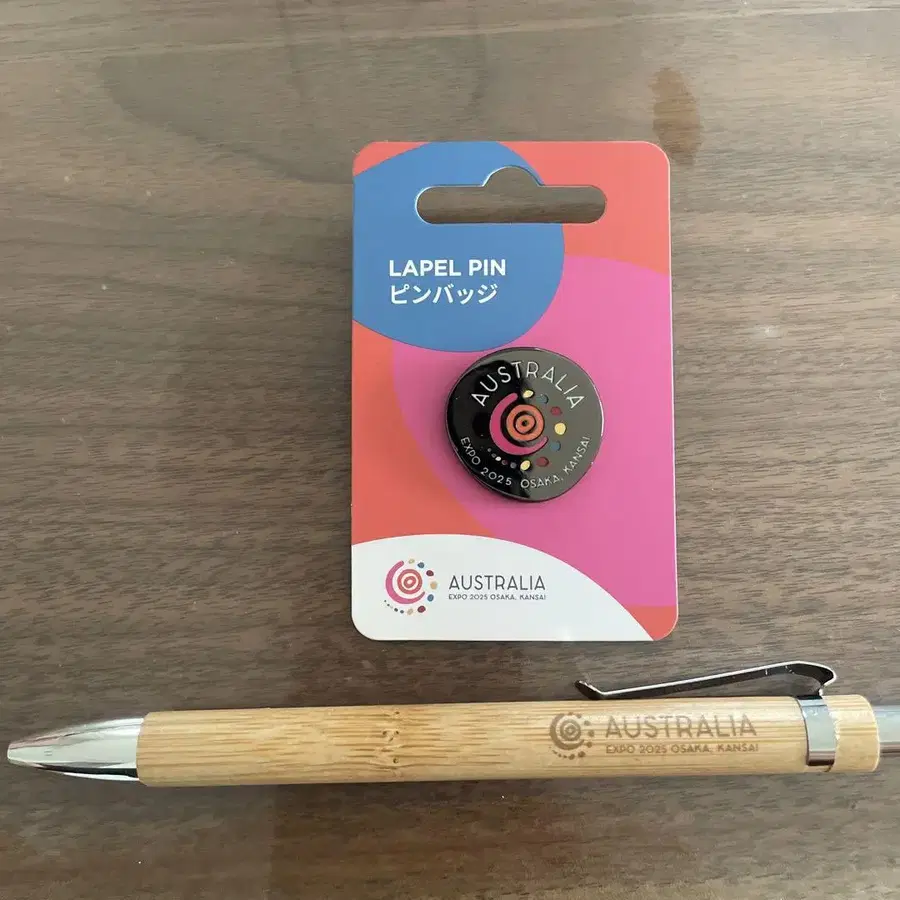 LAPEL PIN
ピンバッジ
AUSTRALIA
EXPO 2025 OSAKA, KANSAI
AUSTRALIA
EXPO 2025 OSAKA, KANSAI
AUSTRALIA
EXPO 2025 OSAKA, KANSAI